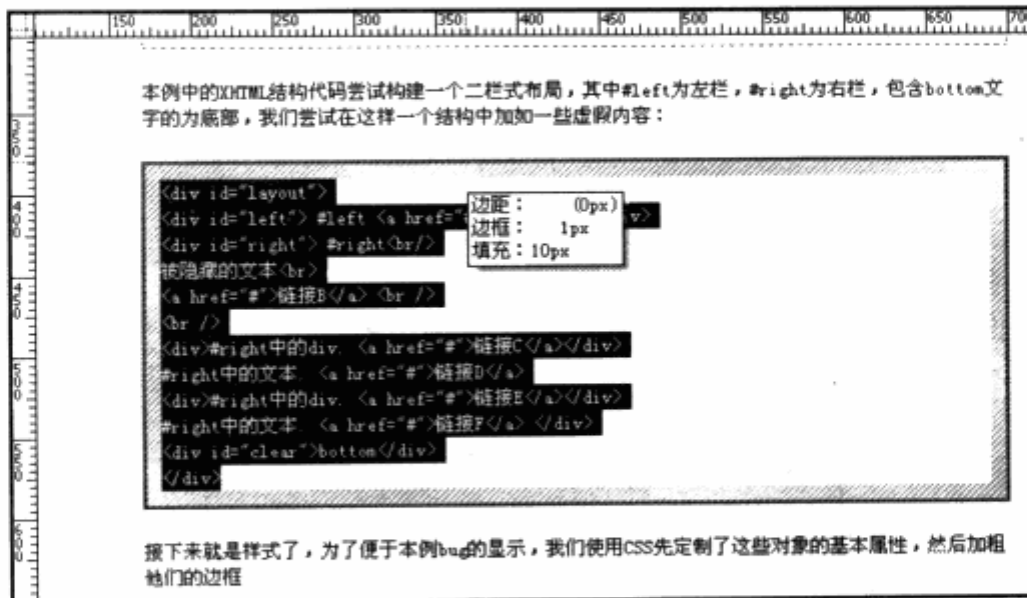 150 200 250 300 350 400 450 500 550 600 650 700
本例中的XHTML结构代码尝试构建一个二栏式布局，其中#left为左栏，#right为右栏，包含bottom文
字的为底部，我们尝试在这样一个结构中加如一些虚假内容：
<div id="layout">
<div id="left"> #left <a href="
<div id="right"> #right<br/>
被隐藏的文本<br>
<a href="#">链接B</a> <br />
<br />
<div>#right中的div. <a href="#">链接C</a></div>
#right中的文本. <a href="#">链接D</a>
<div>#right中的div. <a href="#">链接E</a></div>
#right中的文本. <a href="#">链接F</a> </div>
<div id="clear">bottom</div>
</div>
边距： (0px)
边框： 1px
填充：10px
350
400
450
500
550
600
接下来就是样式了，为了便于本例bug的显示，我们使用CSS先定制了这些对象的基本属性，然后加粗
他们的边框